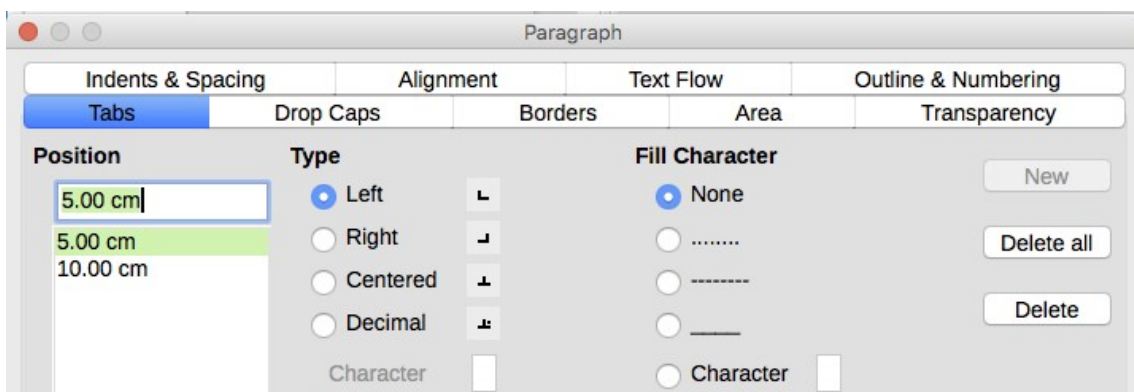 Paragraph
Indents & Spacing Alignment Text Flow Outline & Numbering
Tabs Drop Caps Borders Area Transparency
Position Type Fill Character
5.00 cm Left None New
5.00 cm Right ........ Delete all
10.00 cm Centered --------
Decimal ____ Delete
Character Character